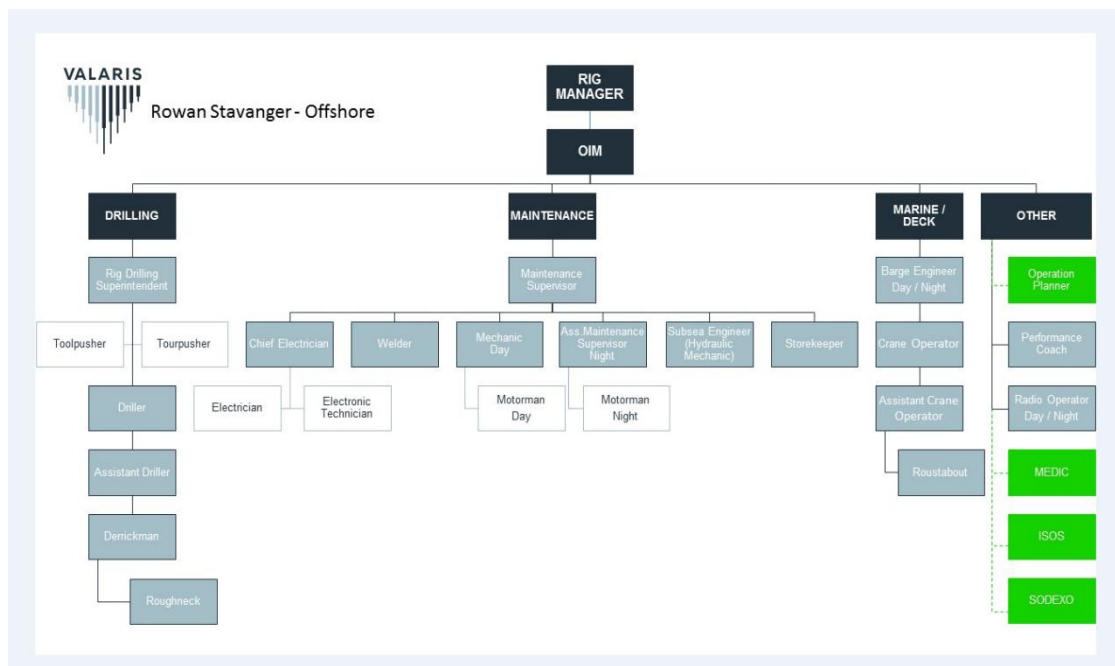 VALARIS
Rowan Stavanger - Offshore
RIG
MANAGER
OIM
DRILLING
MAINTENANCE
MARINE /
DECK
OTHER
Rig Drilling
Superintendent
Maintenance
Supervisor
Barge Engineer
Day / Night
Operation
Planner
Toolpusher
Tourpusher
Chief Electrician
Welder
Mechanic
Day
Ass.Maintenance
Supervisor
Night
Subsea Engineer
(Hydraulic
Mechanic)
Storekeeper
Crane Operator
Performance
Coach
Driller
Electrician
Electronic
Technician
Motorman
Day
Motorman
Night
Assistant Crane
Operator
Radio Operator
Day / Night
Assistant Driller
Roustabout
MEDIC
Derrickman
ISOS
Roughneck
SODEXO